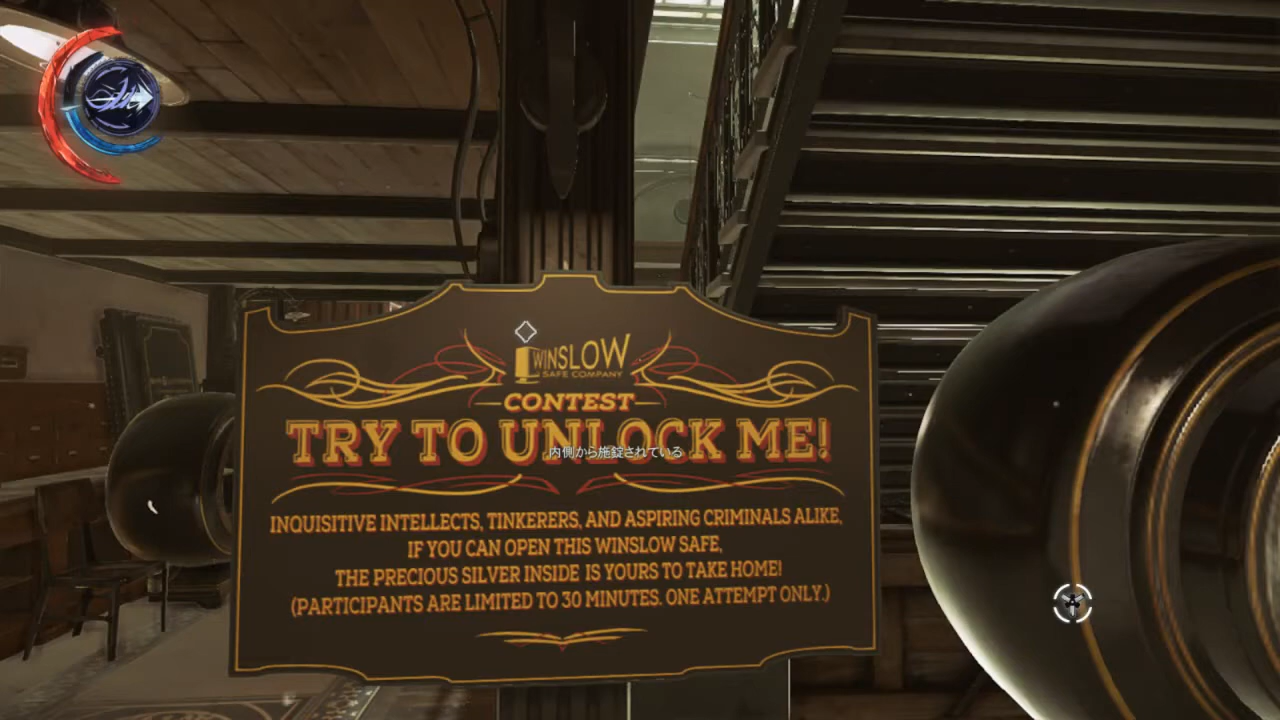 WINSLOW
SAFE COMPANY
CONTEST
TRY TO UNLOCK ME!
内側から施錠されている
INQUISITIVE INTELLECTS, TINKERERS, AND ASPIRING CRIMINALS ALIKE,
IF YOU CAN OPEN THIS WINSLOW SAFE,
THE PRECIOUS SILVER INSIDE IS YOURS TO TAKE HOME!
(PARTICIPANTS ARE LIMITED TO 30 MINUTES. ONE ATTEMPT ONLY.)